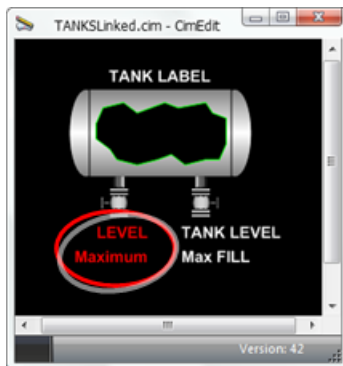 TANKSLinked.cim - CimEdit
TANK LABEL
LEVEL TANK LEVEL
Maximum Max FILL
Version: 42